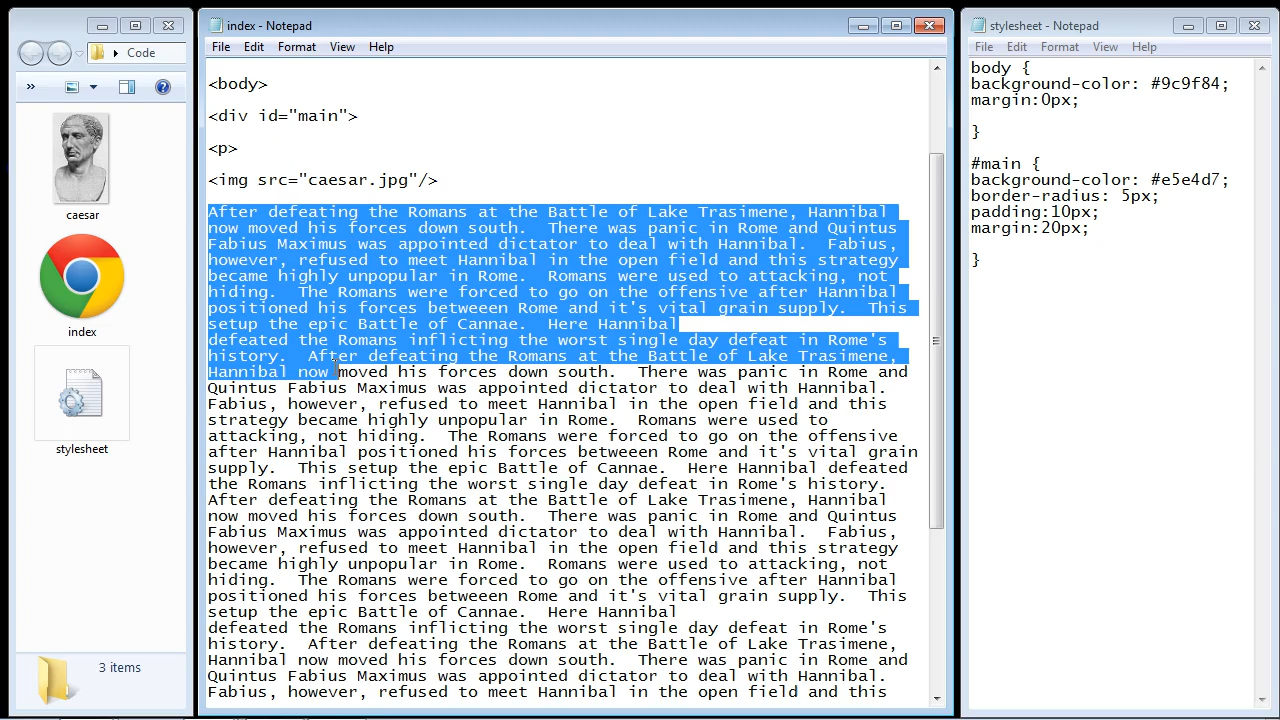 Code
»
caesar
index
stylesheet
3 items
index - Notepad
File Edit Format View Help
<body>
<div id="main">
<p>
<img src="caesar.jpg"/>
After defeating the Romans at the Battle of Lake Trasimene, Hannibal
now moved his forces down south.  There was panic in Rome and Quintus
Fabius Maximus was appointed dictator to deal with Hannibal.  Fabius,
however, refused to meet Hannibal in the open field and this strategy
became highly unpopular in Rome.  Romans were used to attacking, not
hiding.  The Romans were forced to go on the offensive after Hannibal
positioned his forces betweeen Rome and it's vital grain supply.  This
setup the epic Battle of Cannae.  Here Hannibal
defeated the Romans inflicting the worst single day defeat in Rome's
history.  After defeating the Romans at the Battle of Lake Trasimene,
Hannibal now moved his forces down south.  There was panic in Rome and
Quintus Fabius Maximus was appointed dictator to deal with Hannibal.
Fabius, however, refused to meet Hannibal in the open field and this
strategy became highly unpopular in Rome.  Romans were used to
attacking, not hiding.  The Romans were forced to go on the offensive
after Hannibal positioned his forces betweeen Rome and it's vital grain
supply.  This setup the epic Battle of Cannae.  Here Hannibal defeated
the Romans inflicting the worst single day defeat in Rome's history.
After defeating the Romans at the Battle of Lake Trasimene, Hannibal
now moved his forces down south.  There was panic in Rome and Quintus
Fabius Maximus was appointed dictator to deal with Hannibal.  Fabius,
however, refused to meet Hannibal in the open field and this strategy
became highly unpopular in Rome.  Romans were used to attacking, not
hiding.  The Romans were forced to go on the offensive after Hannibal
positioned his forces betweeen Rome and it's vital grain supply.  This
setup the epic Battle of Cannae.  Here Hannibal
defeated the Romans inflicting the worst single day defeat in Rome's
history.  After defeating the Romans at the Battle of Lake Trasimene,
Hannibal now moved his forces down south.  There was panic in Rome and
Quintus Fabius Maximus was appointed dictator to deal with Hannibal.
Fabius, however, refused to meet Hannibal in the open field and this
stylesheet - Notepad
File Edit Format View Help
body {
background-color: #9c9f84;
margin:0px;
}
#main {
background-color: #e5e4d7;
border-radius: 5px;
padding:10px;
margin:20px;
}